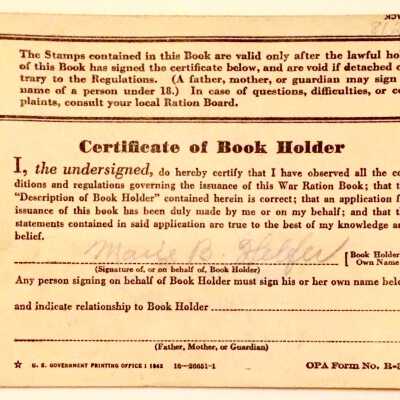 The Stamps contained in this Book are valid only after the lawful ho
of this Book has signed the certificate below, and are void if detached c
trary to the Regulations. (A father, mother, or guardian may sign
name of a person under 18.) In case of questions, difficulties, or co
plaints, consult your local Ration Board.
Certificate of Book Holder
I, the undersigned, do hereby certify that I have observed all the co
ditions and regulations governing the issuance of this War Ration Book; that th
"Description of Book Holder" contained herein is correct; that an application f
issuance of this book has been duly made by me or on my behalf; and that th
statements contained in said application are true to the best of my knowledge an
belief.
Marie B. [Book Holder
Own Name
(Signature of, or on behalf of, Book Holder)
Any person signing on behalf of Book Holder must sign his or her own name belo
and indicate relationship to Book Holder
(Father, Mother, or Guardian)
☆ U. S. GOVERNMENT PRINTING OFFICE : 1942 16—26651-1 OPA Form No. R-3